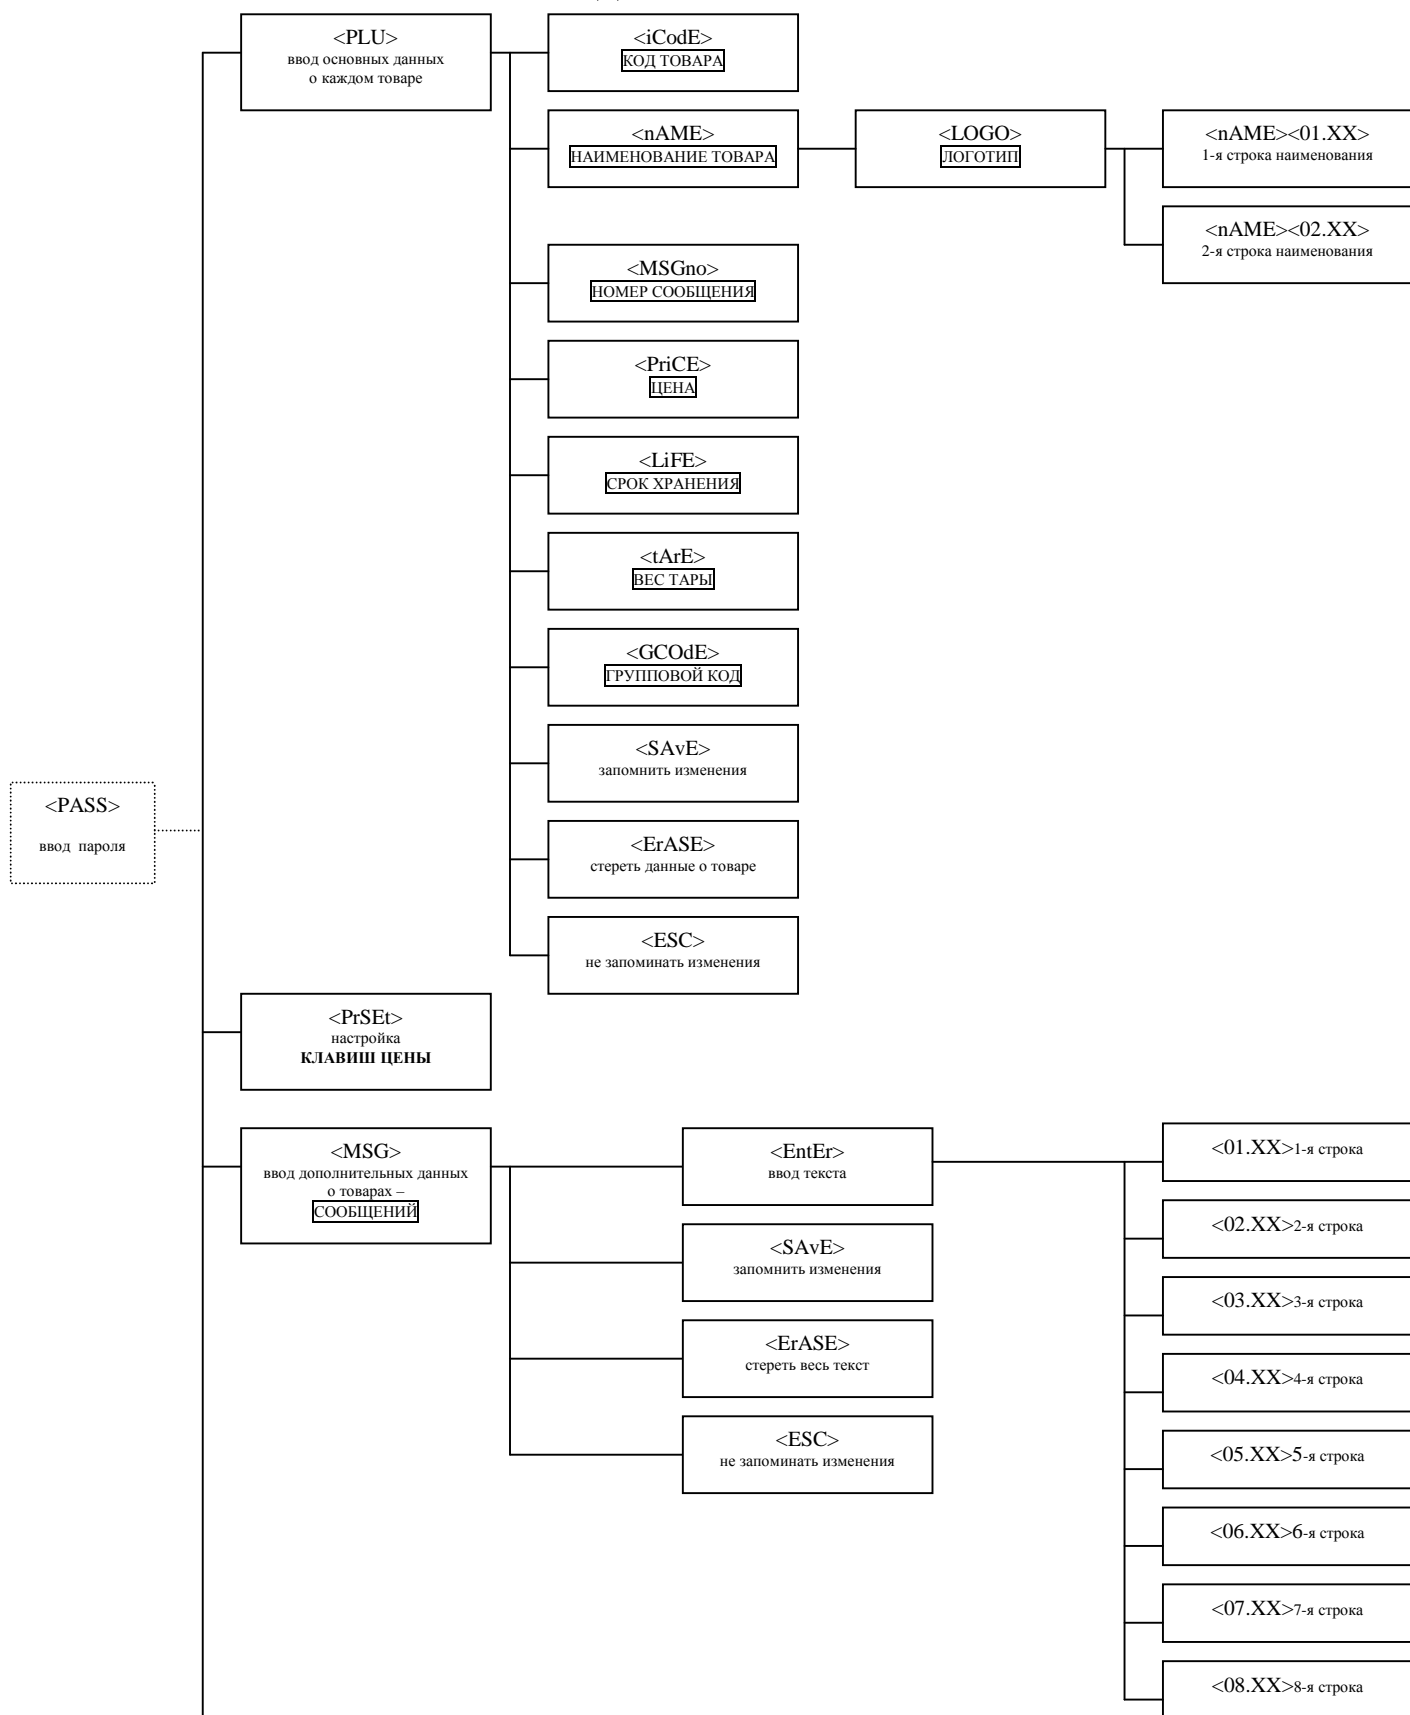 <PLU>
ввод основных данных
о каждом товаре
<iCodE>
КОД ТОВАРА
<nAME>
НАИМЕНОВАНИЕ ТОВАРА
<LOGO>
ЛОГОТИП
<nAME><01.XX>
1-я строка наименования
<nAME><02.XX>
2-я строка наименования
<MSGno>
НОМЕР СООБЩЕНИЯ
<PriCE>
ЦЕНА
<LiFE>
СРОК ХРАНЕНИЯ
<tArE>
ВЕС ТАРЫ
<GCOdE>
ГРУППОВОЙ КОД
<SAvE>
запомнить изменения
<ErASE>
стереть данные о товаре
<ESC>
не запоминать изменения
<PASS>
ввод пароля
<PrSEt>
настройка
КЛАВИШ ЦЕНЫ
<MSG>
ввод дополнительных данных
о товарах –
СООБЩЕНИЙ
<EntEr>
ввод текста
<SAvE>
запомнить изменения
<ErASE>
стереть весь текст
<ESC>
не запоминать изменения
<01.XX>1-я строка
<02.XX>2-я строка
<03.XX>3-я строка
<04.XX>4-я строка
<05.XX>5-я строка
<06.XX>6-я строка
<07.XX>7-я строка
<08.XX>8-я строка